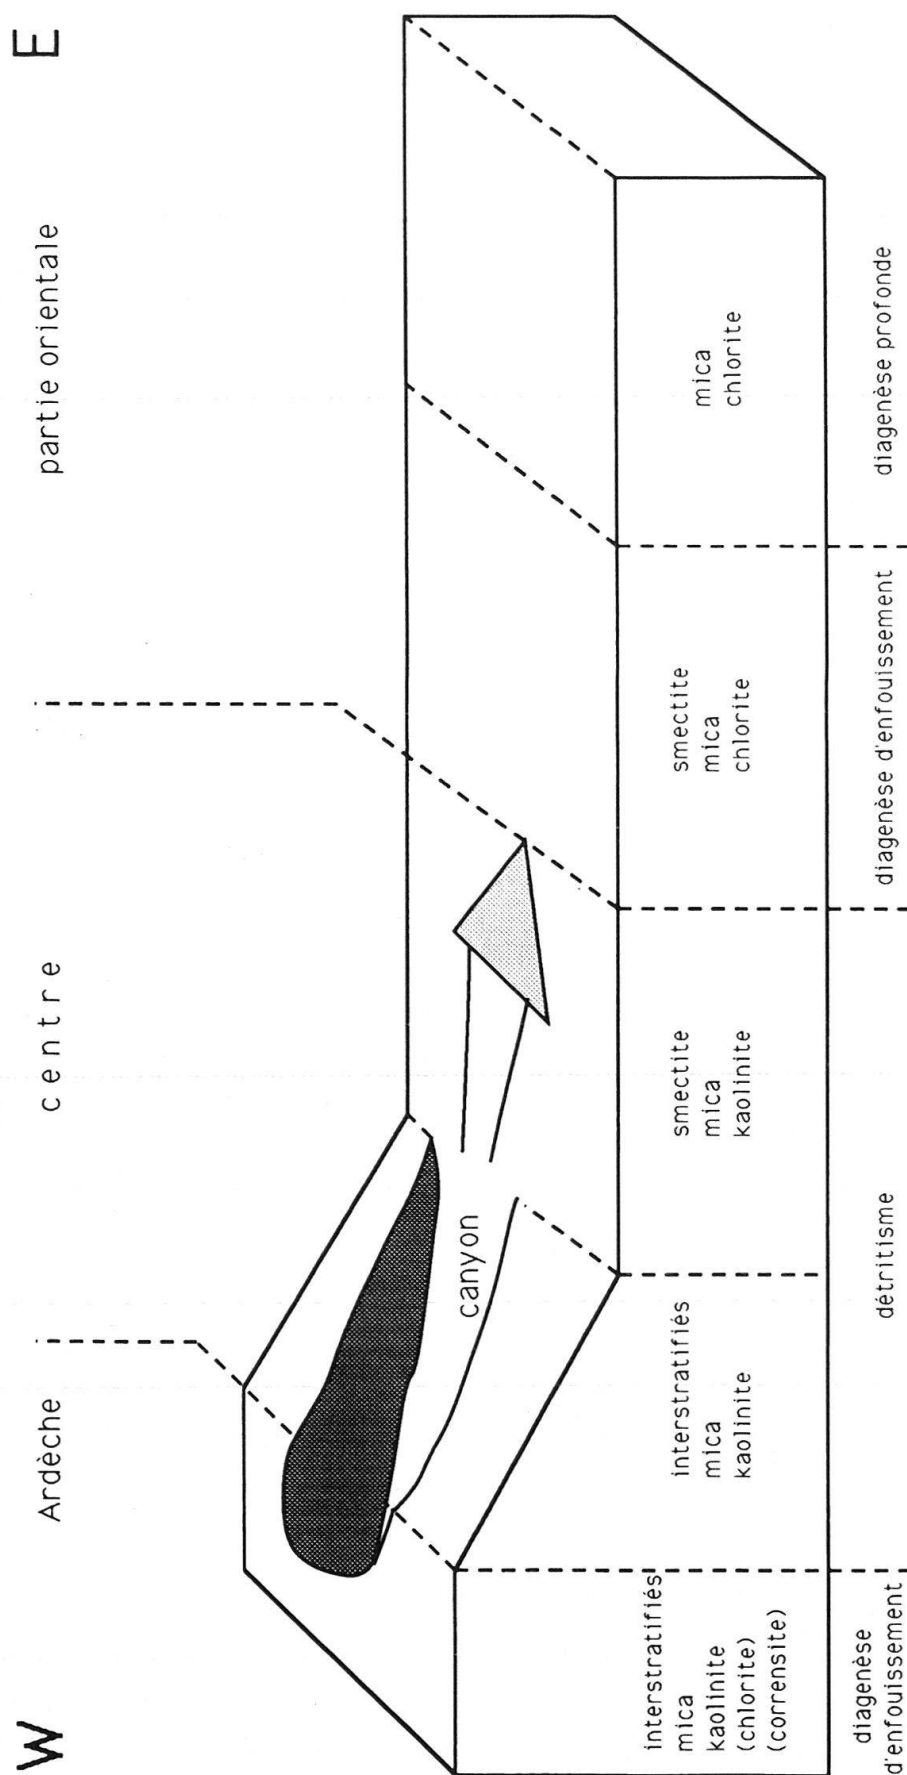 W
E
Ardèche
centre
partie orientale
canyon
interstratifiés
mica
kaolinite
(chlorite)
(corrensite)
interstratifiés
mica
kaolinite
smectite
mica
kaolinite
smectite
mica
chlorite
mica
chlorite
diagenèse
d'enfouissement
détritisme
diagenèse d'enfouissement
diagenèse profonde